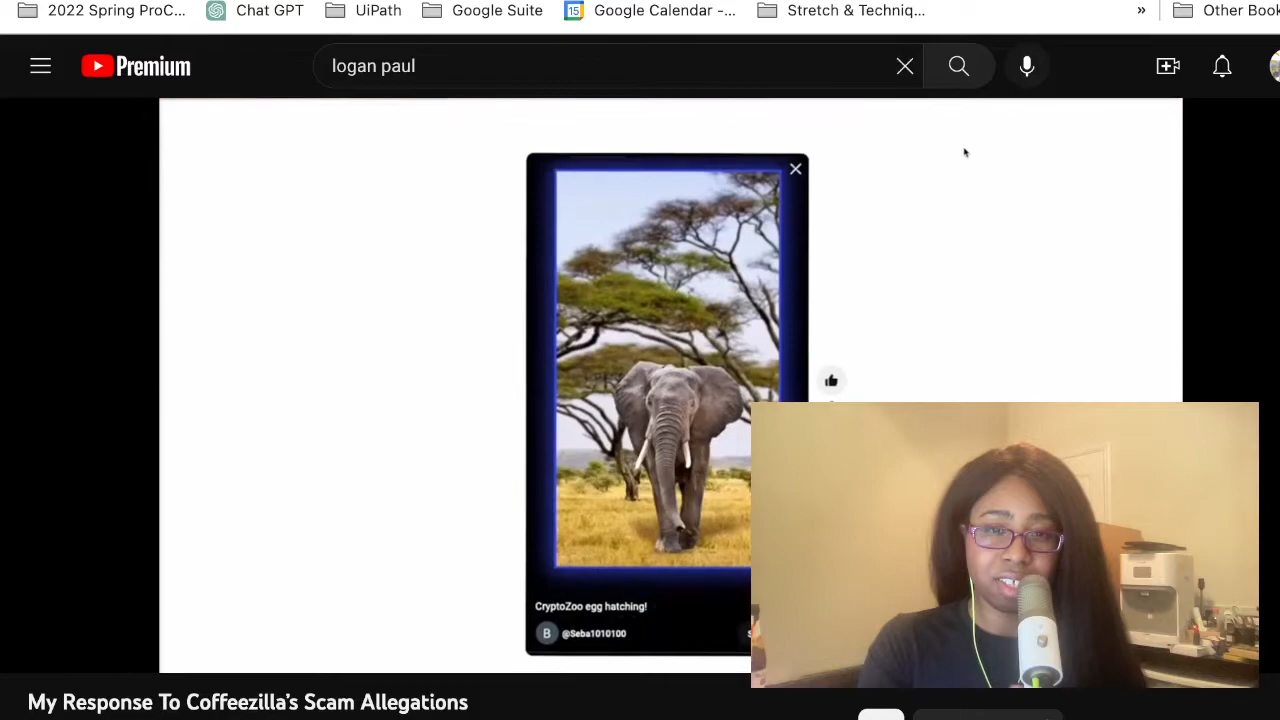 2022 Spring ProC... Chat GPT UiPath Google Suite 15 Google Calendar -... Stretch & Techniq... » Other Book
Premium logan paul
CryptoZoo egg hatching!
B @Seba1010100 S
My Response To Coffeezilla's Scam Allegations